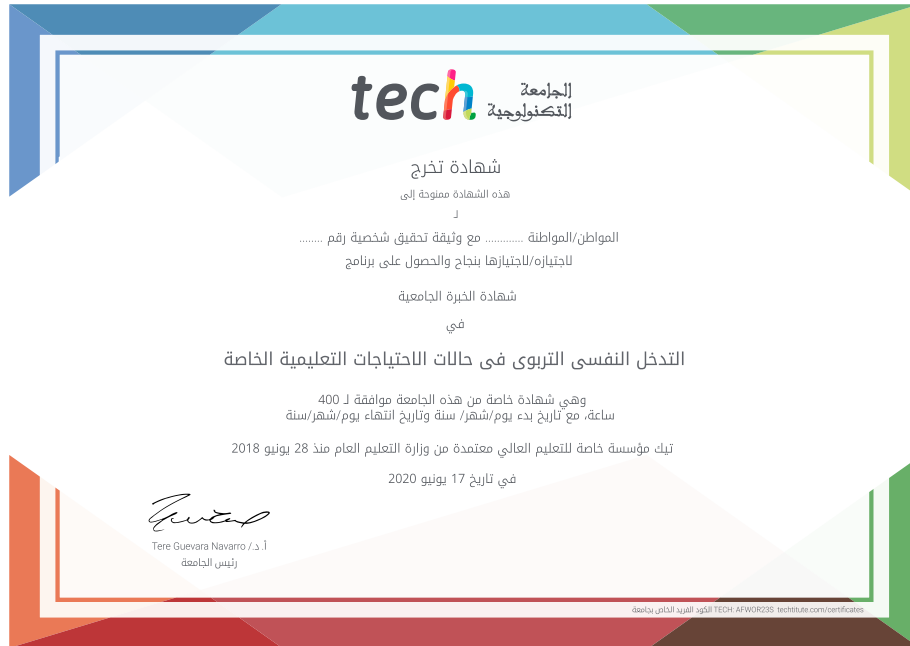 tech الجامعة
التكنولوجية
شهادة تخرج
هذه الشهادة ممنوحة إلى
لـ
المواطن/المواطنة ............. مع وثيقة تحقيق شخصية رقم ........
لاجتيازه/لاجتيازها بنجاح والحصول على برنامج
شهادة الخبرة الجامعية
في
التدخل النفسى التربوى فى حالات الاحتياجات التعليمية الخاصة
وهي شهادة خاصة من هذه الجامعة موافقة لـ 400
ساعة، مع تاريخ بدء يوم/شهر/ سنة وتاريخ انتهاء يوم/شهر/سنة
تيك مؤسسة خاصة للتعليم العالي معتمدة من وزارة التعليم العام منذ 28 يونيو 2018
في تاريخ 17 يونيو 2020
أ. د./ Tere Guevara Navarro
رئيس الجامعة
الكود الفريد الخاص بجامعة TECH: AFWOR23S techtitute.com/certificates